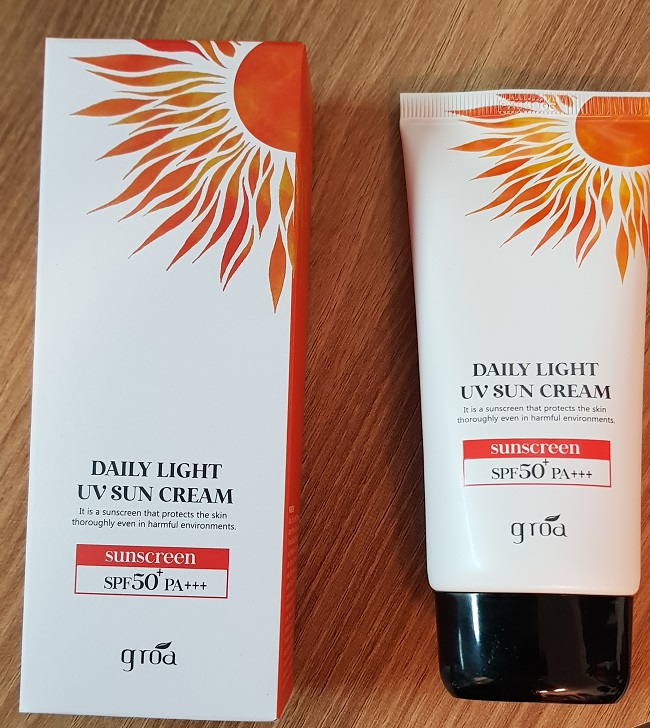 DAILY LIGHT
UV SUN CREAM
It is a sunscreen that protects the skin
thoroughly even in harmful environments.
sunscreen
SPF50+ PA+++
groa
DAILY LIGHT
UV SUN CREAM
It is a sunscreen that protects the skin
thoroughly even in harmful environments.
sunscreen
SPF50+ PA+++
groa